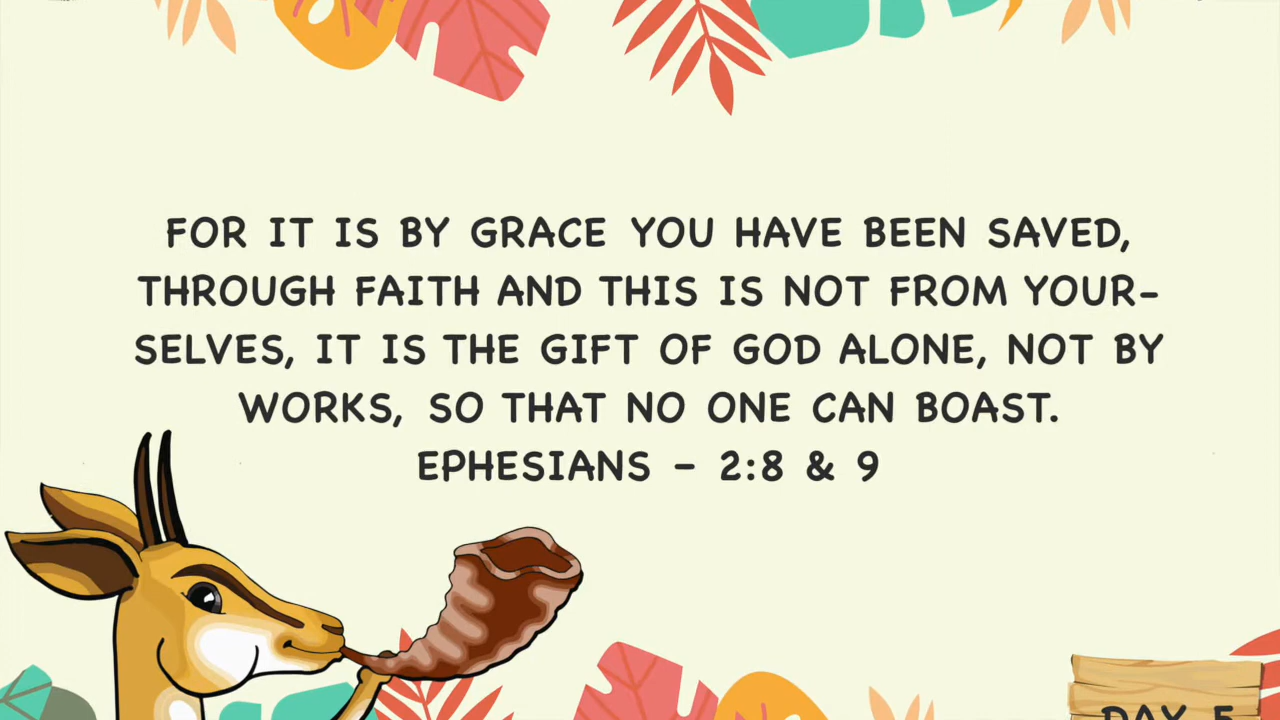 FOR IT IS BY GRACE YOU HAVE BEEN SAVED,
THROUGH FAITH AND THIS IS NOT FROM YOUR-
SELVES, IT IS THE GIFT OF GOD ALONE, NOT BY
WORKS, SO THAT NO ONE CAN BOAST.
EPHESIANS - 2:8 & 9
DAY 5